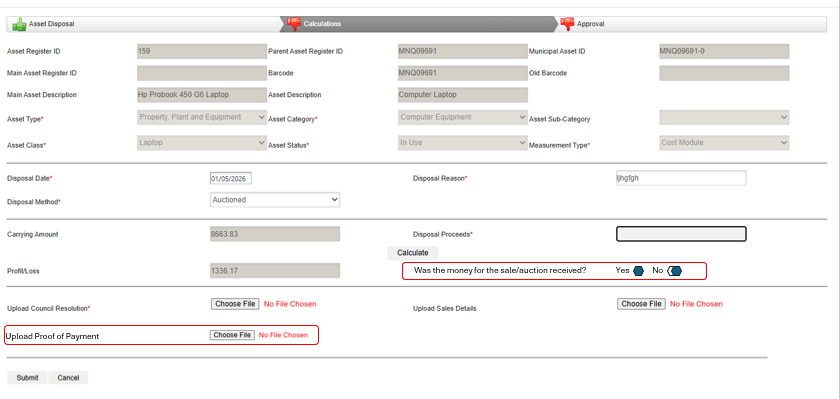 Asset Disposal Calculations Approval
Asset Register ID 159 Parent Asset Register ID MNQ09691 Municipal Asset ID MNQ09691-0
Main Asset Register ID Barcode MNQ09691 Old Barcode
Main Asset Description Hp Probook 450 G6 Laptop Asset Description Computer Laptop
Asset Type* Property, Plant and Equipment Asset Category* Computer Equipment Asset Sub-Category
Asset Class* Laptop Asset Status* In Use Measurement Type* Cost Module
Disposal Date* 01/05/2026 Disposal Reason* ljhgfgh
Disposal Method* Auctioned
Carrying Amount 8663.83 Disposal Proceeds*
Calculate
Profit/Loss 1336.17 Was the money for the sale/auction received? Yes No
Upload Council Resolution* Choose File No File Chosen Upload Sales Details Choose File No File Chosen
Upload Proof of Payment Choose File No File Chosen
Submit Cancel